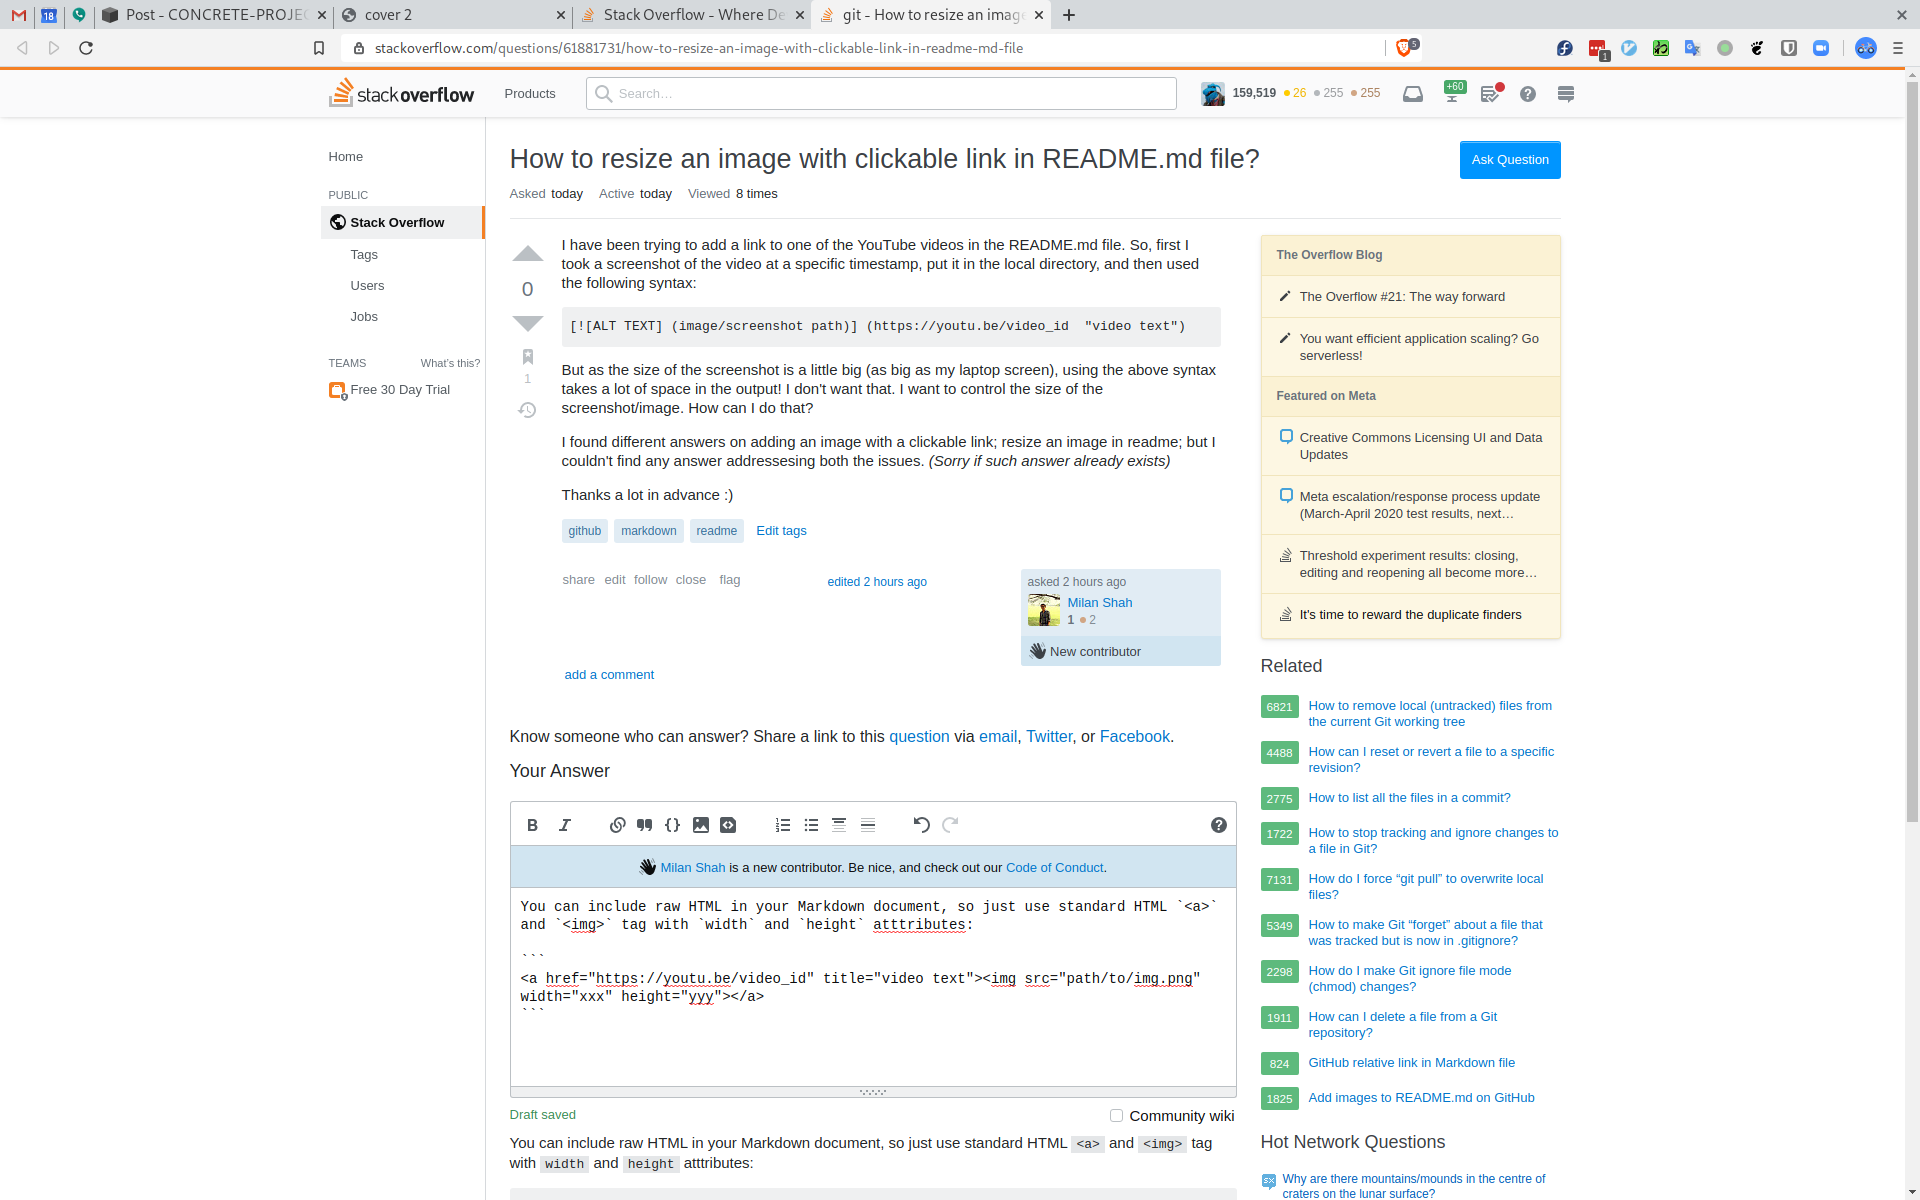 Post - CONCRETE-PROJEC
cover 2
Stack Overflow - Where De
git - How to resize an image
18
stackoverflow.com/questions/61881731/how-to-resize-an-image-with-clickable-link-in-readme-md-file
5
1
stackoverflow
Products
Search…
159,519
26
255
255
+60
Home
PUBLIC
Stack Overflow
Tags
Users
Jobs
TEAMS
What's this?
Free 30 Day Trial
How to resize an image with clickable link in README.md file?
Ask Question
Asked today Active today Viewed 8 times
0
1
I have been trying to add a link to one of the YouTube videos in the README.md file. So, first I
took a screenshot of the video at a specific timestamp, put it in the local directory, and then used
the following syntax:
[![ALT TEXT] (image/screenshot path)] (https://youtu.be/video_id  "video text")
But as the size of the screenshot is a little big (as big as my laptop screen), using the above syntax
takes a lot of space in the output! I don't want that. I want to control the size of the
screenshot/image. How can I do that?
I found different answers on adding an image with a clickable link; resize an image in readme; but I
couldn't find any answer addressesing both the issues. (Sorry if such answer already exists)
Thanks a lot in advance :)
github markdown readme Edit tags
share edit follow close flag
edited 2 hours ago
asked 2 hours ago
Milan Shah
1 2
New contributor
add a comment
Know someone who can answer? Share a link to this question via email, Twitter, or Facebook.
Your Answer
B I
Milan Shah is a new contributor. Be nice, and check out our Code of Conduct.
You can include raw HTML in your Markdown document, so just use standard HTML `<a>`
and `<img>` tag with `width` and `height` atttributes:
```
<a href="https://youtu.be/video_id" title="video text"><img src="path/to/img.png"
width="xxx" height="yyy"></a>
```
Draft saved
Community wiki
You can include raw HTML in your Markdown document, so just use standard HTML <a> and <img> tag
with width and height atttributes:
The Overflow Blog
The Overflow #21: The way forward
You want efficient application scaling? Go
serverless!
Featured on Meta
Creative Commons Licensing UI and Data
Updates
Meta escalation/response process update
(March-April 2020 test results, next…
Threshold experiment results: closing,
editing and reopening all become more…
It's time to reward the duplicate finders
Related
6821 How to remove local (untracked) files from
the current Git working tree
4488 How can I reset or revert a file to a specific
revision?
2775 How to list all the files in a commit?
1722 How to stop tracking and ignore changes to
a file in Git?
7131 How do I force “git pull” to overwrite local
files?
5349 How to make Git “forget” about a file that
was tracked but is now in .gitignore?
2298 How do I make Git ignore file mode
(chmod) changes?
1911 How can I delete a file from a Git
repository?
824 GitHub relative link in Markdown file
1825 Add images to README.md on GitHub
Hot Network Questions
Why are there mountains/mounds in the centre of
craters on the lunar surface?